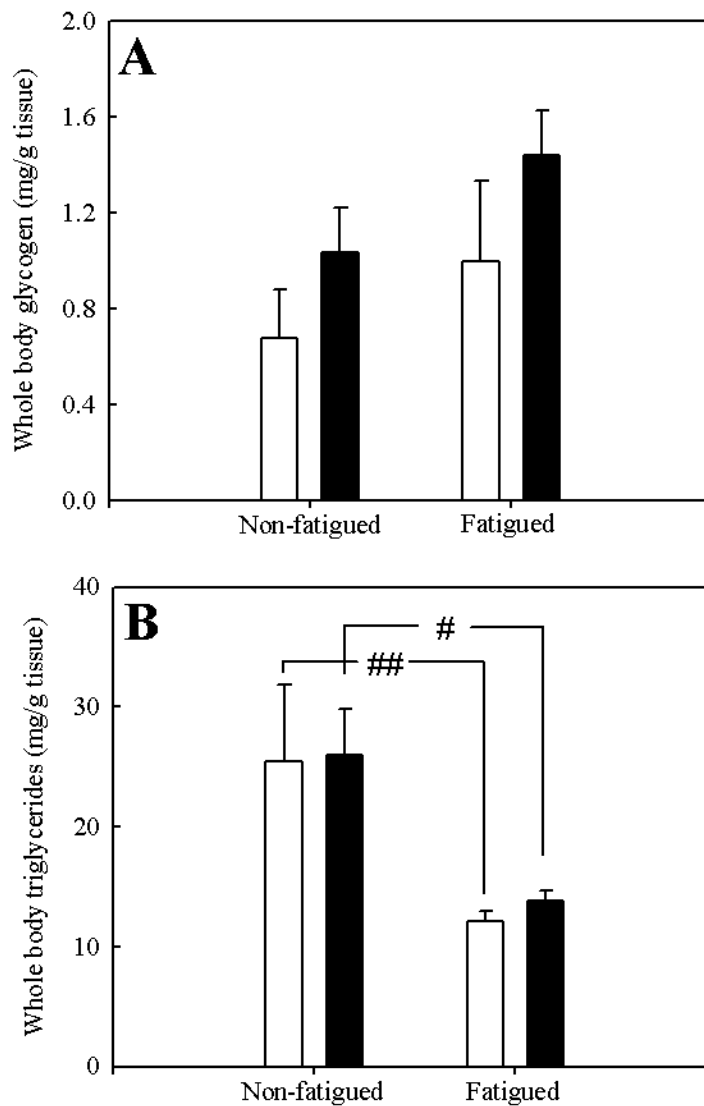 A
Whole body glycogen (mg/g tissue)
2.0
1.6
1.2
0.8
0.4
0.0
Non-fatigued Fatigued
B
Whole body triglycerides (mg/g tissue)
40
30
20
10
0
#
##
Non-fatigued Fatigued